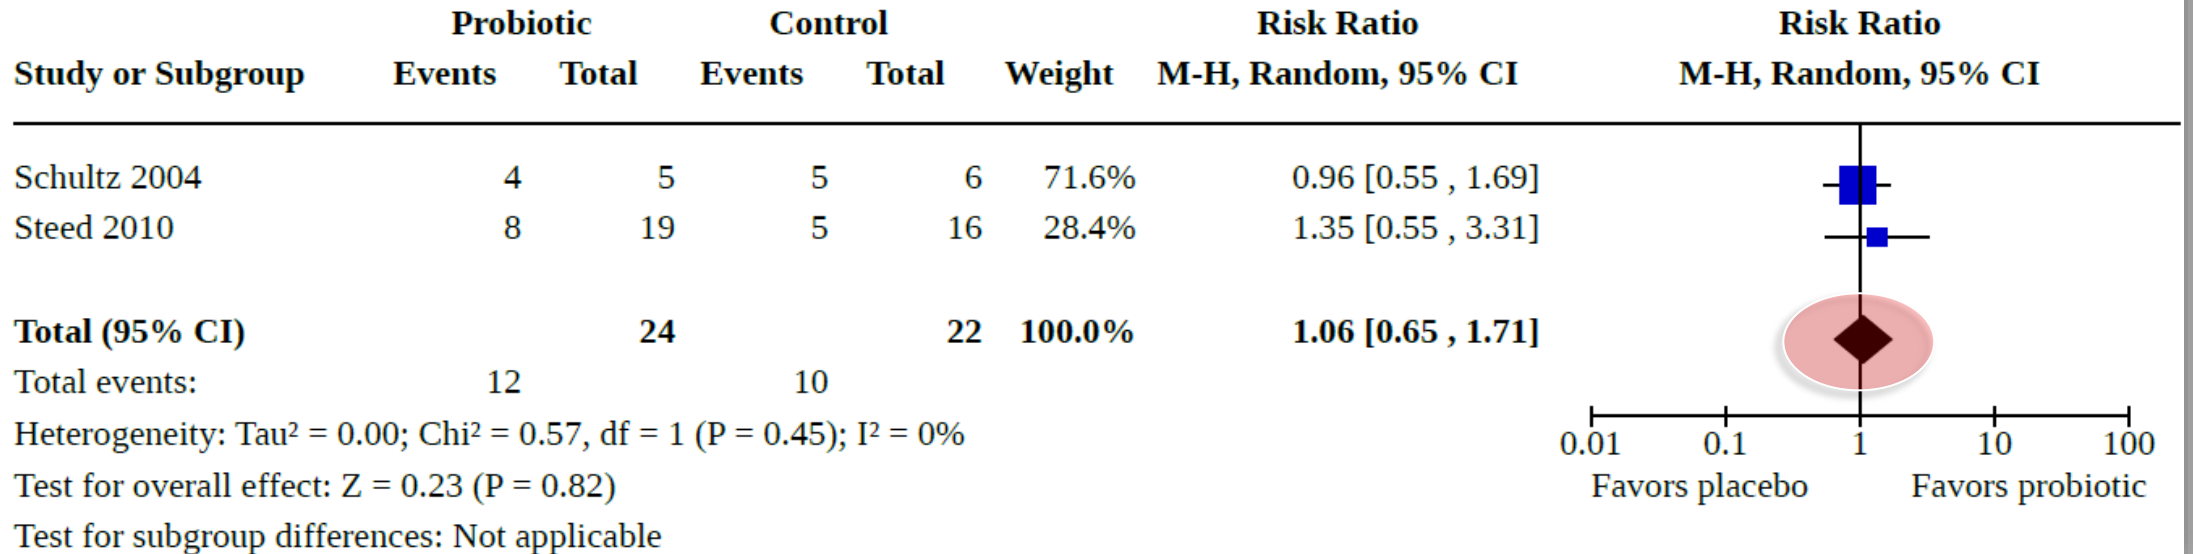 Probiotic Control Risk Ratio Risk Ratio
Study or Subgroup Events Total Events Total Weight M-H, Random, 95% CI M-H, Random, 95% CI
Schultz 2004 4 5 5 6 71.6% 0.96 [0.55 , 1.69]
Steed 2010 8 19 5 16 28.4% 1.35 [0.55 , 3.31]
Total (95% CI) 24 22 100.0% 1.06 [0.65 , 1.71]
Total events: 12 10
Heterogeneity: Tau² = 0.00; Chi² = 0.57, df = 1 (P = 0.45); I² = 0%
0.01 0.1 1 10 100
Test for overall effect: Z = 0.23 (P = 0.82) Favors placebo Favors probiotic
Test for subgroup differences: Not applicable